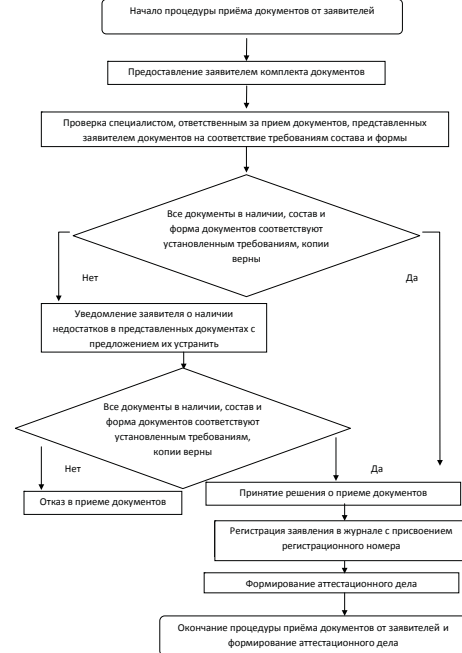 Начало процедуры приёма документов от заявителей
Предоставление заявителем комплекта документов
Проверка специалистом, ответственным за прием документов, представленных
заявителем документов на соответствие требованиям состава и формы
Все документы в наличии, состав и
форма документов соответствуют
установленным требованиям, копии
верны
Нет
Да
Уведомление заявителя о наличии
недостатков в представленных документах с
предложением их устранить
Все документы в наличии, состав и
форма документов соответствуют
установленным требованиям,
копии верны
Нет
Да
Отказ в приеме документов
Принятие решения о приеме документов
Регистрация заявления в журнале с присвоением
регистрационного номера
Формирование аттестационного дела
Окончание процедуры приёма документов от заявителей и
формирование аттестационного дела